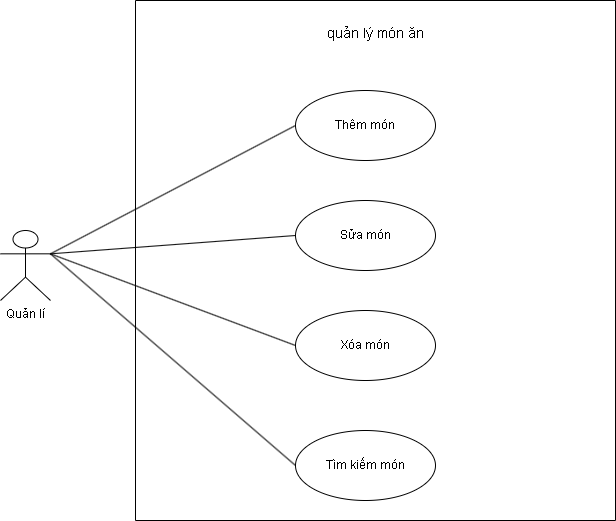 quản lý món ăn
Thêm món
Sửa món
Quản lí
Xóa món
Tìm kiếm món